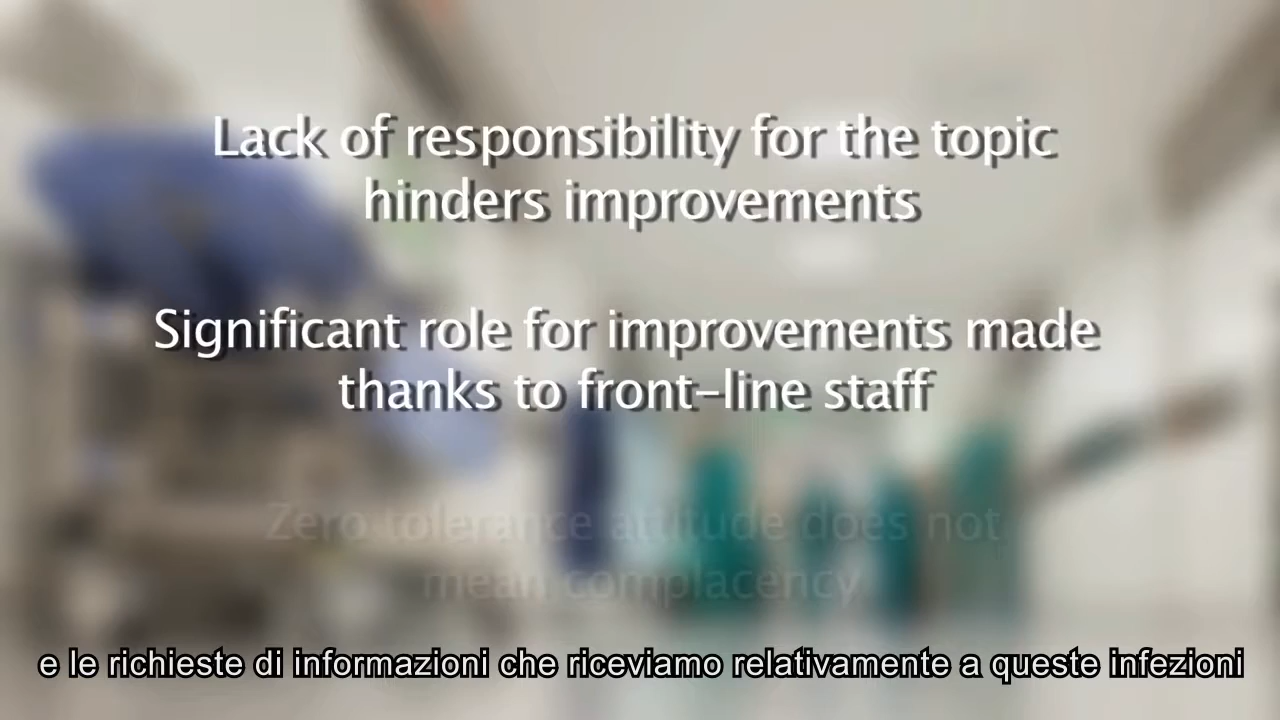 Lack of responsibility for the topic
hinders improvements
Significant role for improvements made
thanks to front-line staff
Zero tolerance attitude does not
mean complacency
e le richieste di informazioni che riceviamo relativamente a queste infezioni